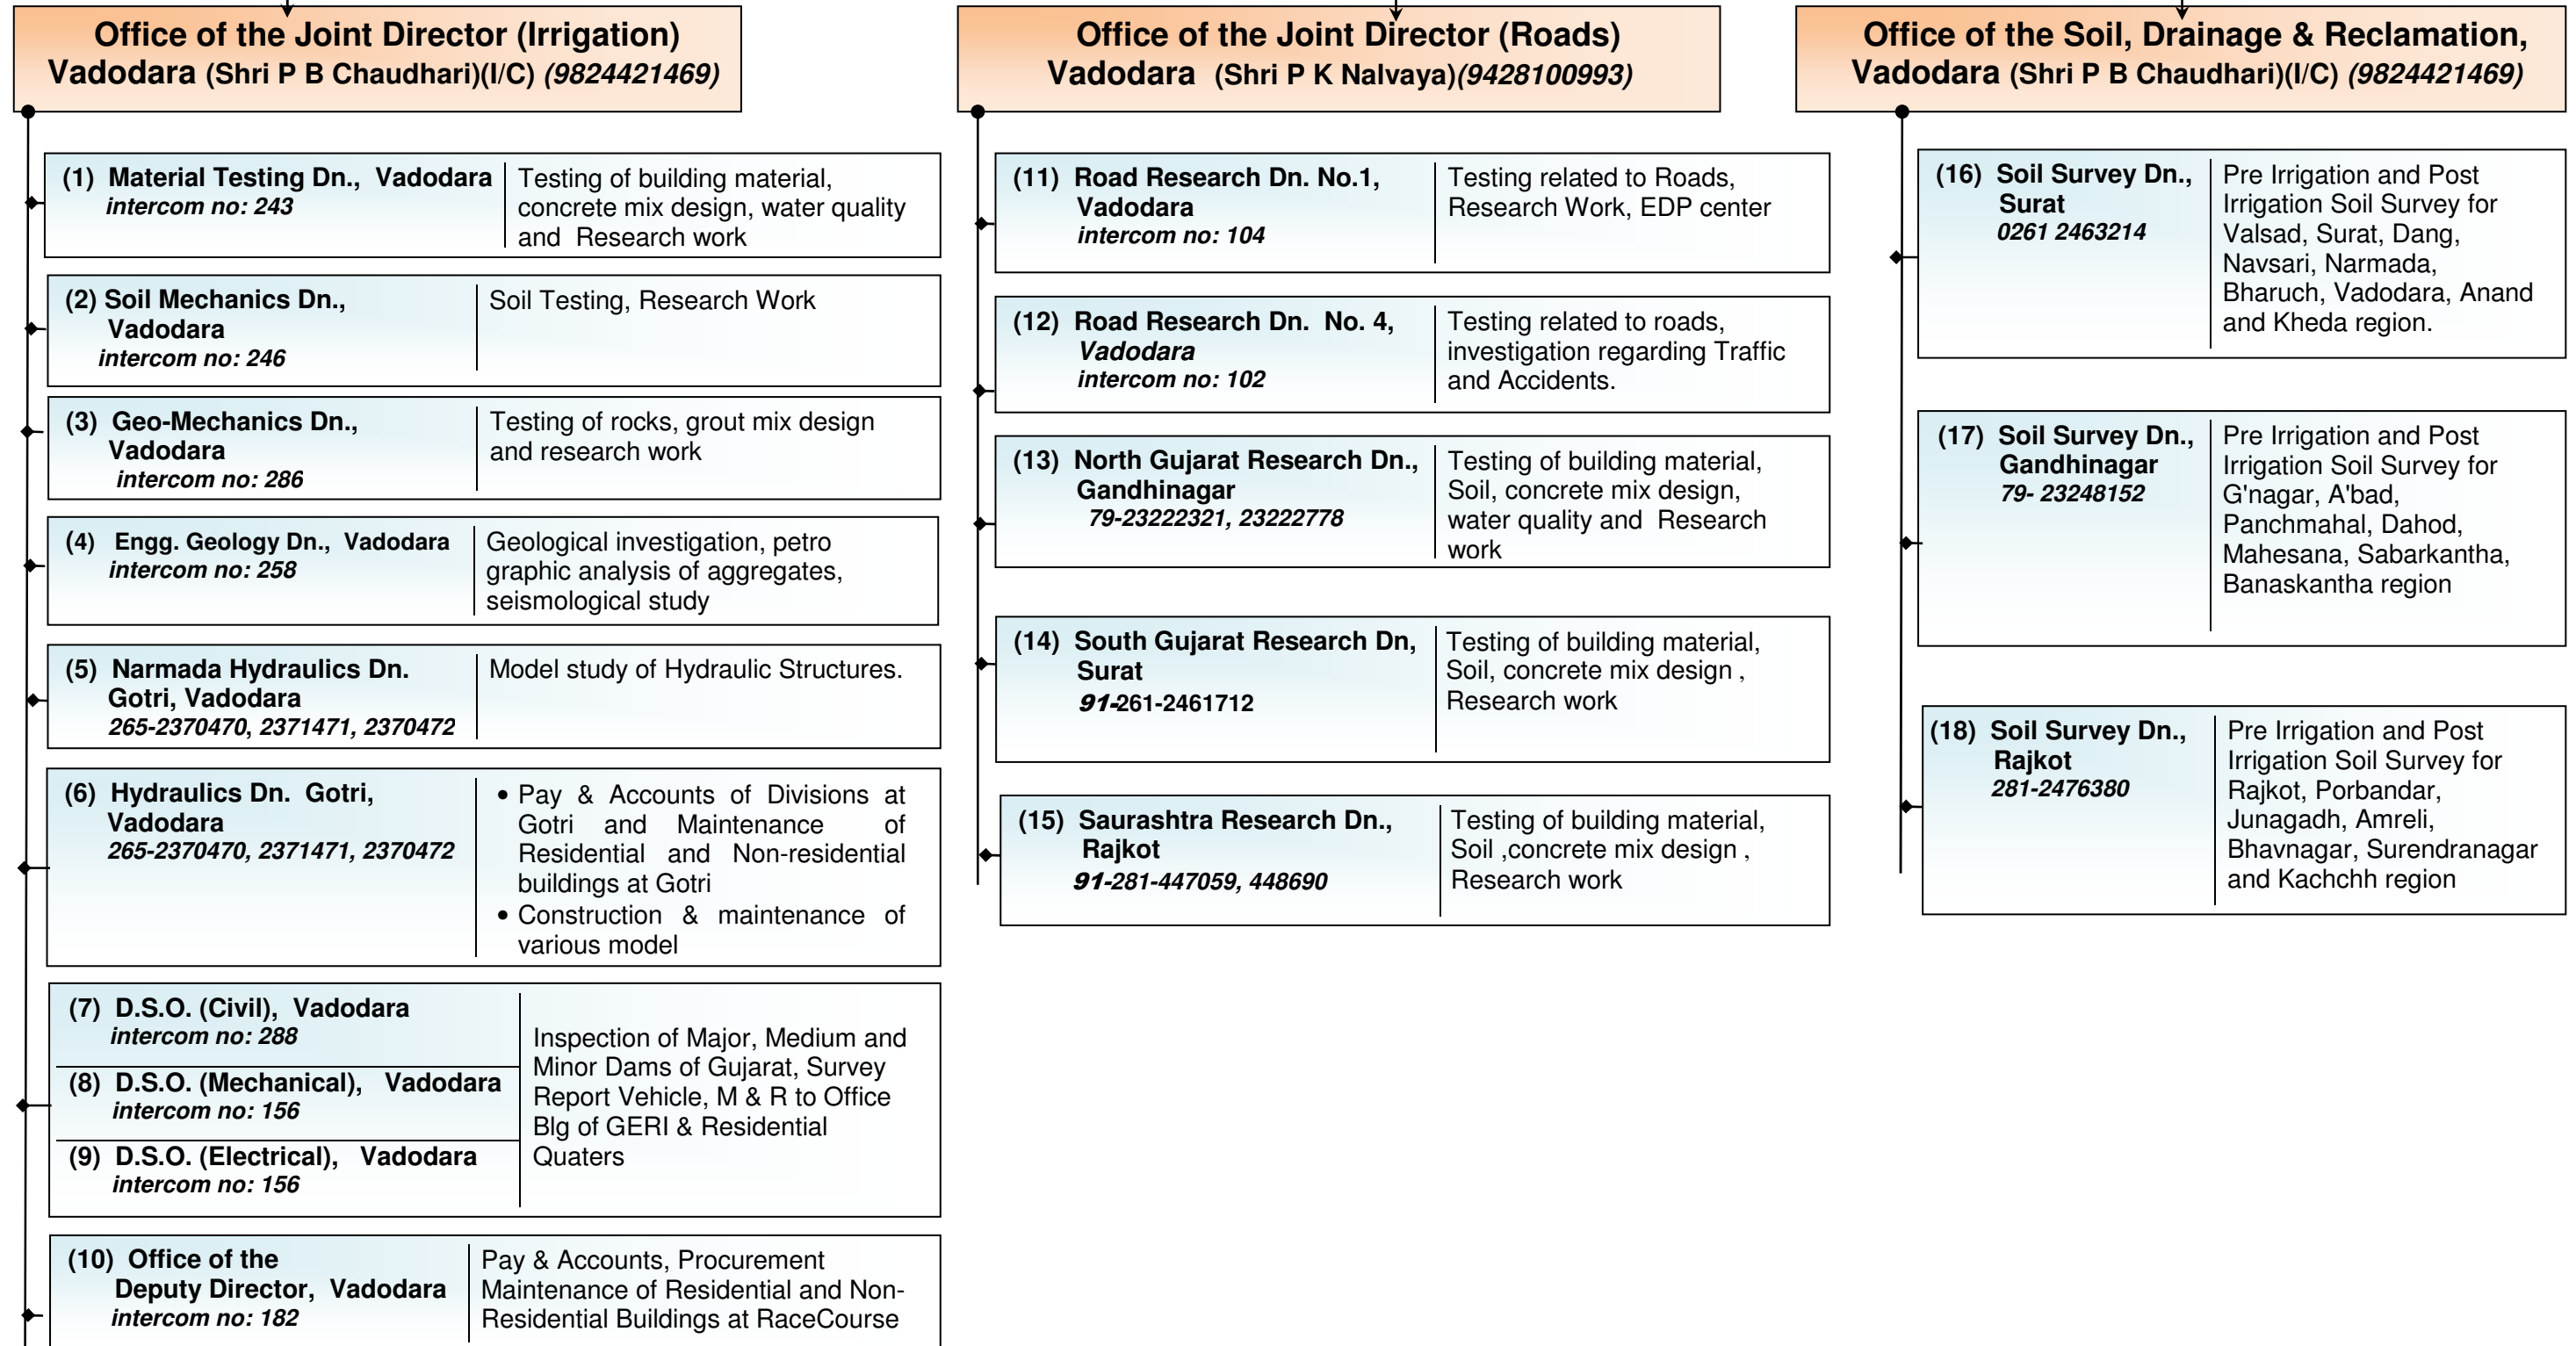 Office of the Joint Director (Irrigation)
Vadodara (Shri P B Chaudhari)(I/C) (9824421469)
(1) Material Testing Dn., Vadodara
intercom no: 243
Testing of building material,
concrete mix design, water quality
and Research work
(2) Soil Mechanics Dn.,
Vadodara
intercom no: 246
Soil Testing, Research Work
(3) Geo-Mechanics Dn.,
Vadodara
intercom no: 286
Testing of rocks, grout mix design
and research work
(4) Engg. Geology Dn., Vadodara
intercom no: 258
Geological investigation, petro
graphic analysis of aggregates,
seismological study
(5) Narmada Hydraulics Dn.
Gotri, Vadodara
265-2370470, 2371471, 2370472
Model study of Hydraulic Structures.
(6) Hydraulics Dn. Gotri,
Vadodara
265-2370470, 2371471, 2370472
• Pay & Accounts of Divisions at
Gotri and Maintenance of
Residential and Non-residential
buildings at Gotri
• Construction & maintenance of
various model
(7) D.S.O. (Civil), Vadodara
intercom no: 288
(8) D.S.O. (Mechanical), Vadodara
intercom no: 156
(9) D.S.O. (Electrical), Vadodara
intercom no: 156
Inspection of Major, Medium and
Minor Dams of Gujarat, Survey
Report Vehicle, M & R to Office
Blg of GERI & Residential
Quaters
(10) Office of the
Deputy Director, Vadodara
intercom no: 182
Pay & Accounts, Procurement
Maintenance of Residential and Non-
Residential Buildings at RaceCourse
Office of the Joint Director (Roads)
Vadodara (Shri P K Nalvaya)(9428100993)
(11) Road Research Dn. No.1,
Vadodara
intercom no: 104
Testing related to Roads,
Research Work, EDP center
(12) Road Research Dn. No. 4,
Vadodara
intercom no: 102
Testing related to roads,
investigation regarding Traffic
and Accidents.
(13) North Gujarat Research Dn.,
Gandhinagar
79-23222321, 23222778
Testing of building material,
Soil, concrete mix design,
water quality and Research
work
(14) South Gujarat Research Dn,
Surat
91-261-2461712
Testing of building material,
Soil, concrete mix design ,
Research work
(15) Saurashtra Research Dn.,
Rajkot
91-281-447059, 448690
Testing of building material,
Soil ,concrete mix design ,
Research work
Office of the Soil, Drainage & Reclamation,
Vadodara (Shri P B Chaudhari)(I/C) (9824421469)
(16) Soil Survey Dn.,
Surat
0261 2463214
Pre Irrigation and Post
Irrigation Soil Survey for
Valsad, Surat, Dang,
Navsari, Narmada,
Bharuch, Vadodara, Anand
and Kheda region.
(17) Soil Survey Dn.,
Gandhinagar
79- 23248152
Pre Irrigation and Post
Irrigation Soil Survey for
G'nagar, A'bad,
Panchmahal, Dahod,
Mahesana, Sabarkantha,
Banaskantha region
(18) Soil Survey Dn.,
Rajkot
281-2476380
Pre Irrigation and Post
Irrigation Soil Survey for
Rajkot, Porbandar,
Junagadh, Amreli,
Bhavnagar, Surendranagar
and Kachchh region